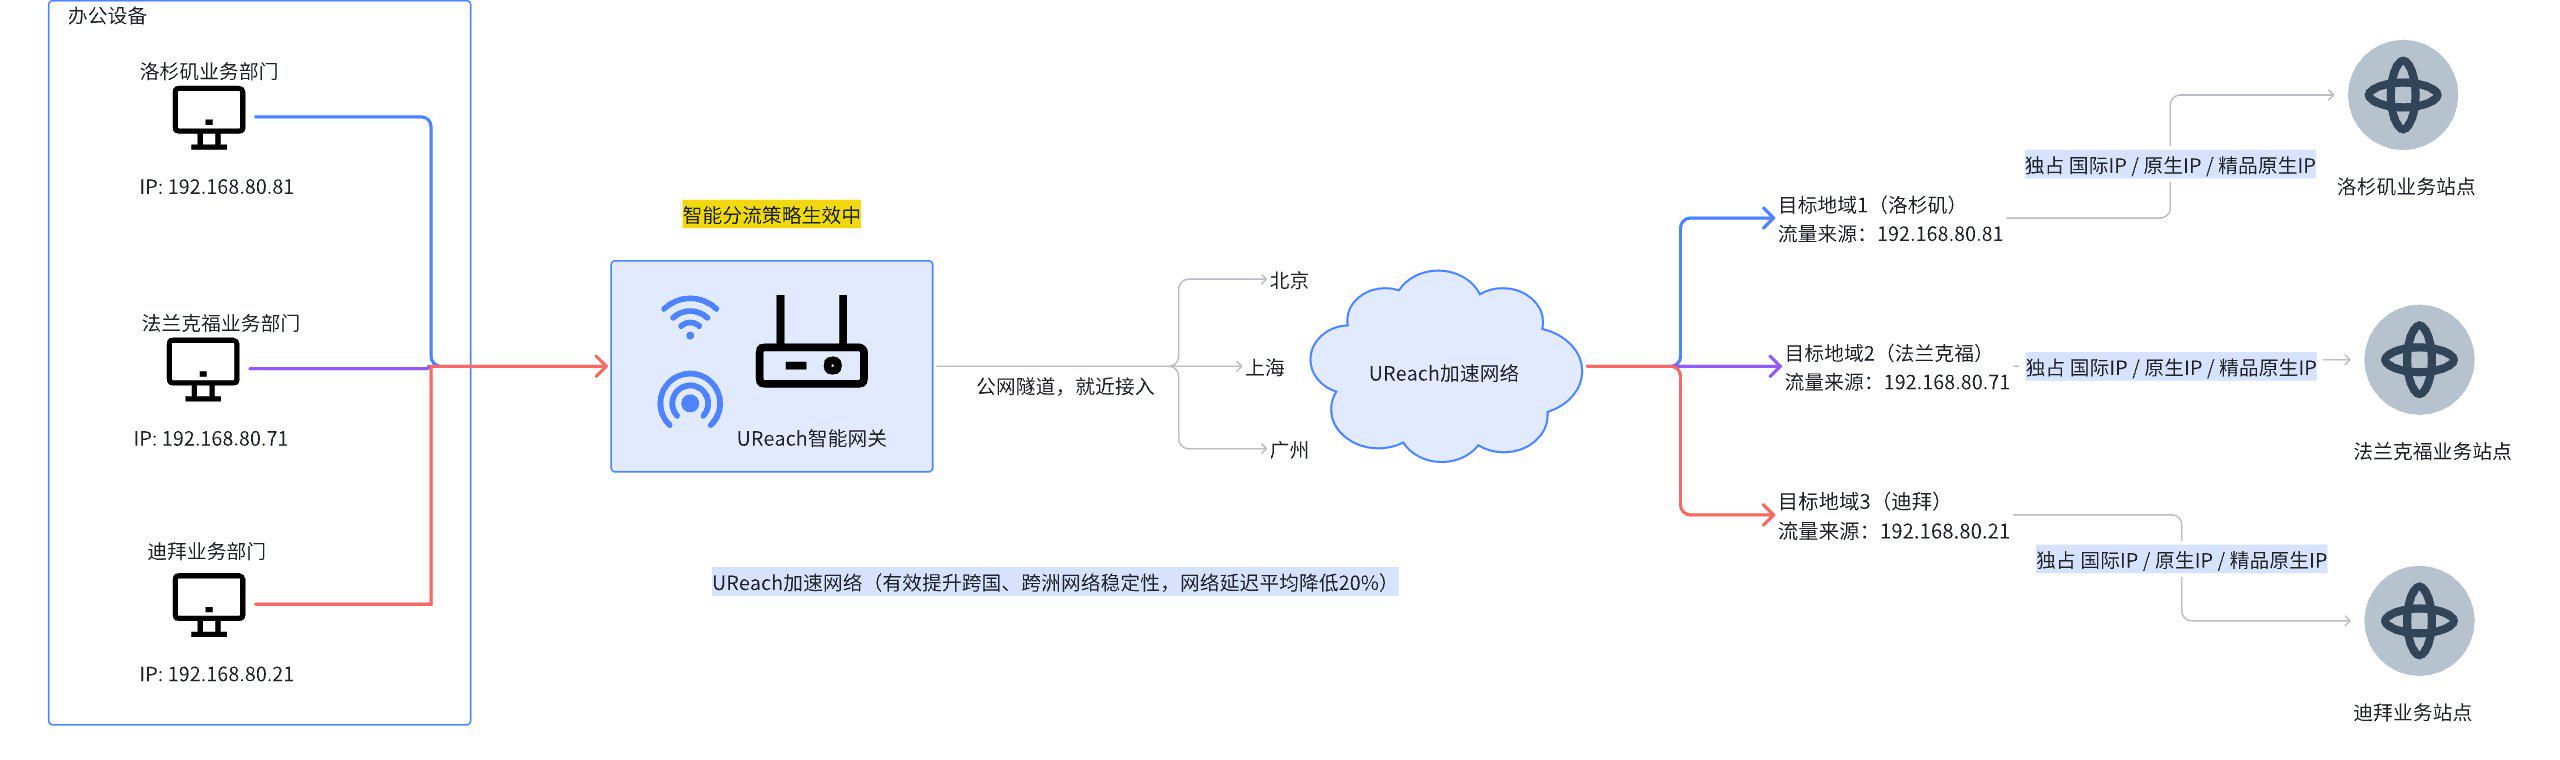 办公设备
洛杉矶业务部门
IP: 192.168.80.81
法兰克福业务部门
IP: 192.168.80.71
迪拜业务部门
IP: 192.168.80.21
智能分流策略生效中
UReach智能网关
公网隧道，就近接入
北京
上海
广州
UReach加速网络
UReach加速网络（有效提升跨国、跨洲网络稳定性，网络延迟平均降低20%）
目标地域1（洛杉矶）
流量来源：192.168.80.81
独占 国际IP / 原生IP / 精品原生IP
洛杉矶业务站点
目标地域2（法兰克福）
流量来源：192.168.80.71
独占 国际IP / 原生IP / 精品原生IP
法兰克福业务站点
目标地域3（迪拜）
流量来源：192.168.80.21
独占 国际IP / 原生IP / 精品原生IP
迪拜业务站点